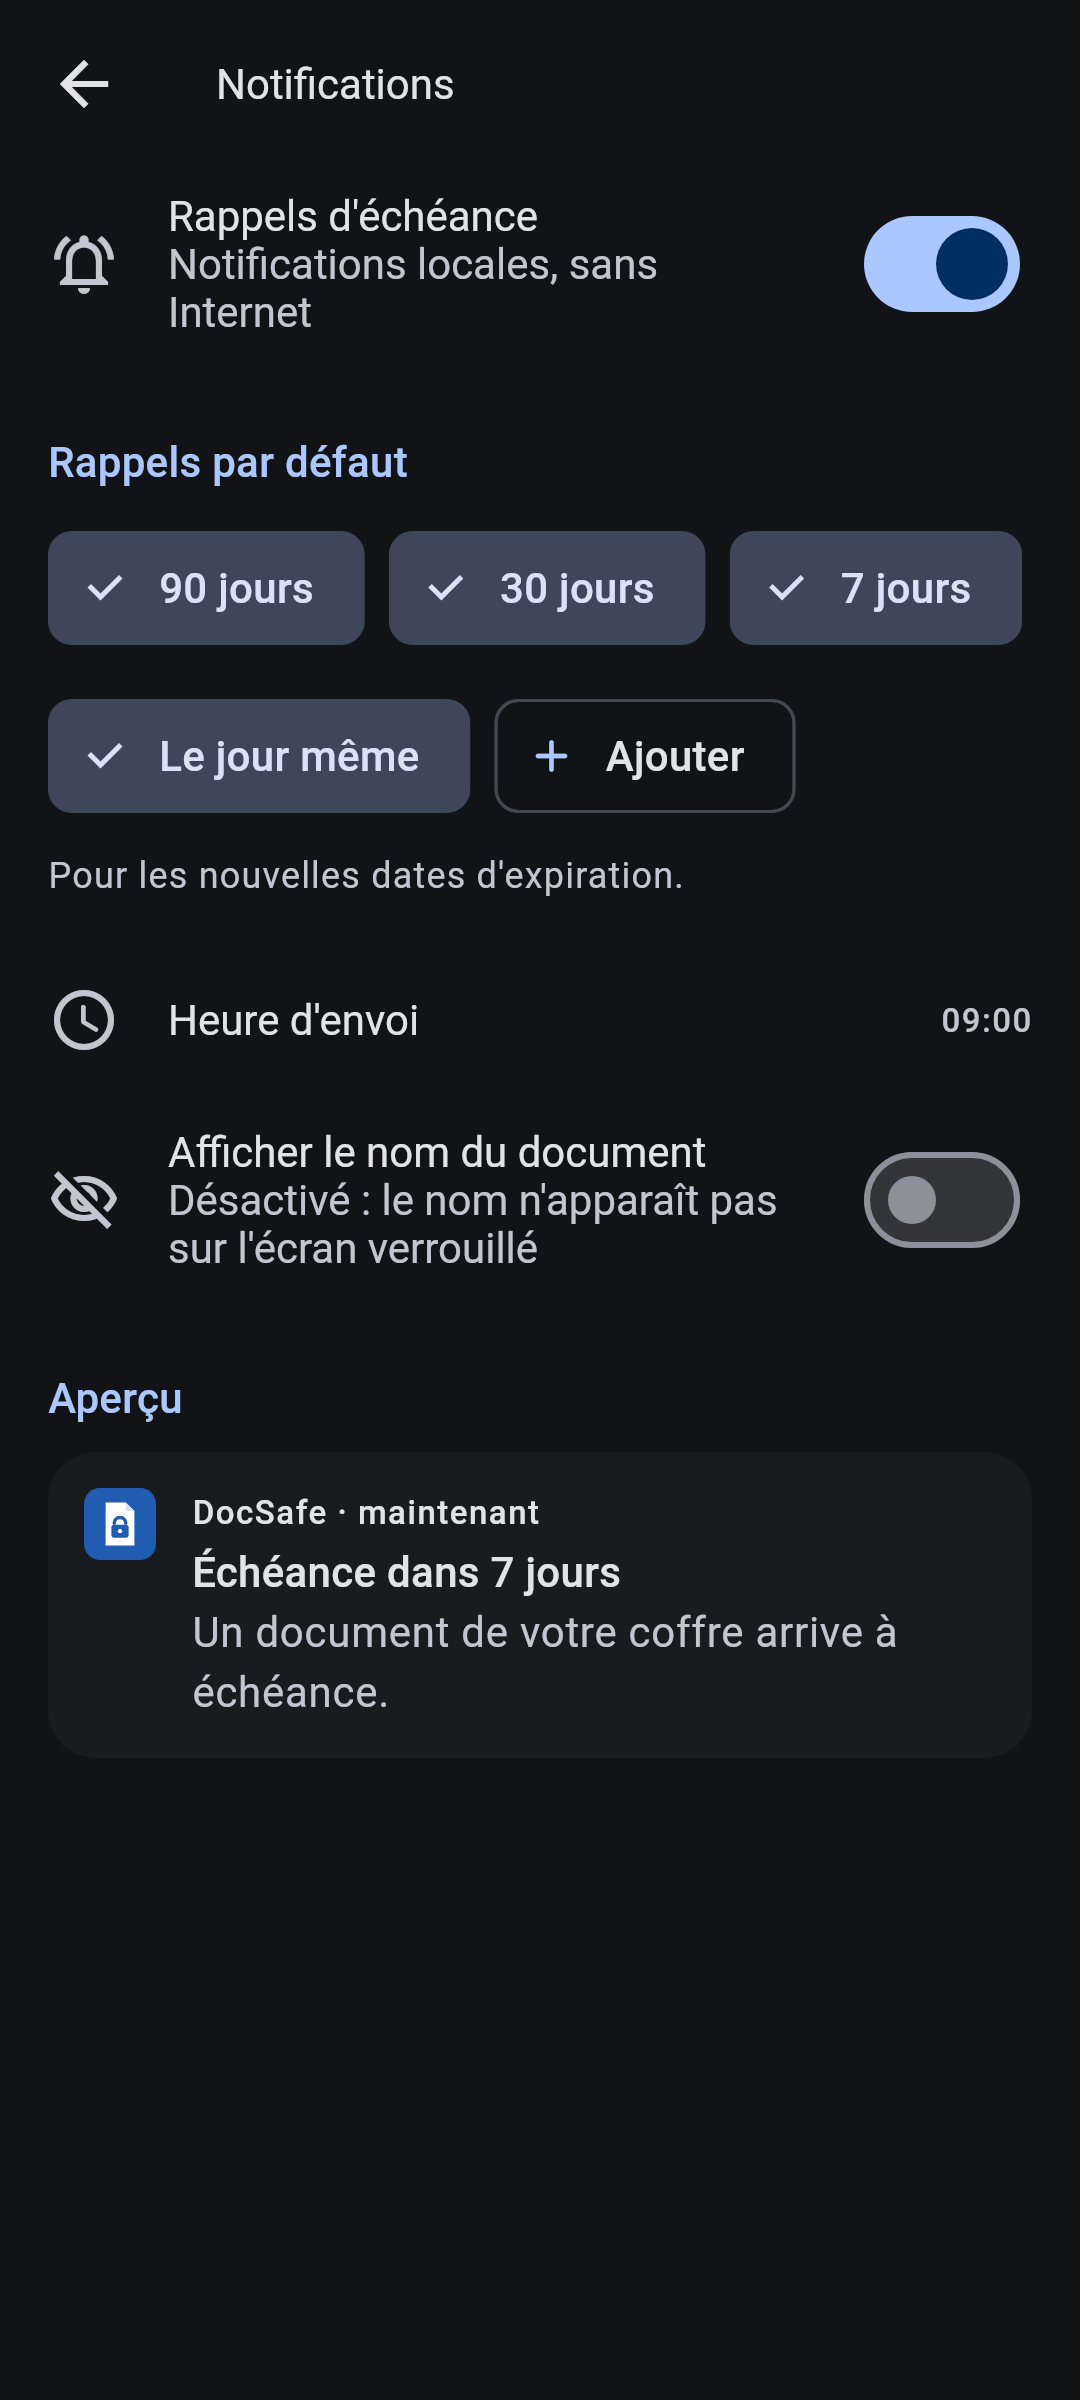 Notifications
Rappels d'échéance
Notifications locales, sans
Internet
Rappels par défaut
90 jours
30 jours
7 jours
Le jour même
Ajouter
Pour les nouvelles dates d'expiration.
Heure d'envoi
09:00
Afficher le nom du document
Désactivé : le nom n'apparaît pas
sur l'écran verrouillé
Aperçu
DocSafe · maintenant
Échéance dans 7 jours
Un document de votre coffre arrive à
échéance.